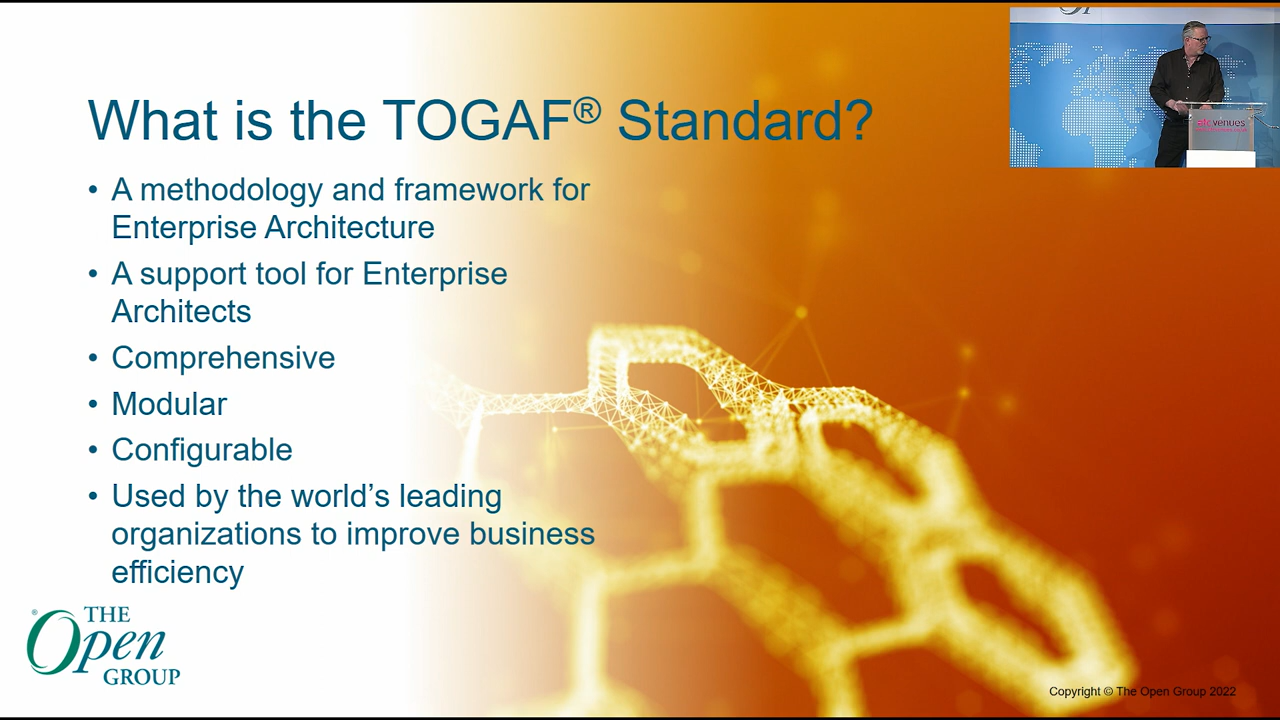 What is the TOGAF® Standard?
• A methodology and framework for
Enterprise Architecture
• A support tool for Enterprise
Architects
• Comprehensive
• Modular
• Configurable
• Used by the world’s leading
organizations to improve business
efficiency
THE
Open
GROUP
®
Copyright © The Open Group 2022
etcvenues